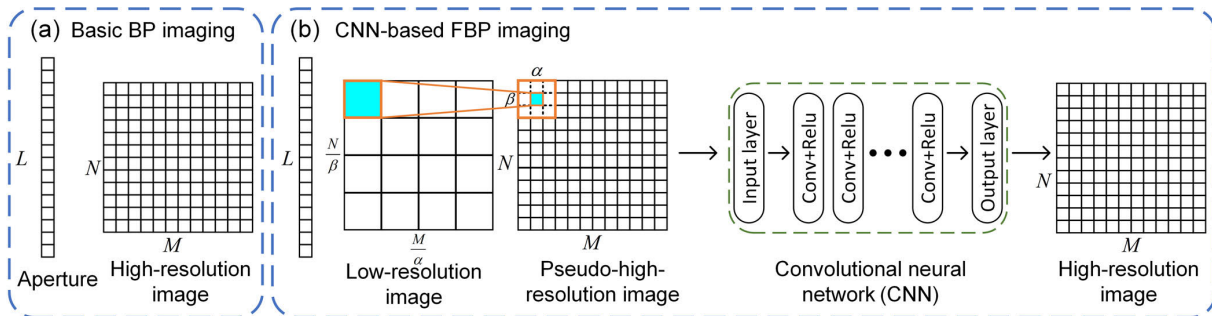 (a) Basic BP imaging
L
N
M
Aperture
High-resolution
image
(b) CNN-based FBP imaging
L
N
β
M
α
Low-resolution
image
α
β
N
M
Pseudo-high-
resolution image
Input layer
Conv+Relu
Conv+Relu
Conv+Relu
Output layer
Convolutional neural
network (CNN)
N
M
High-resolution
image